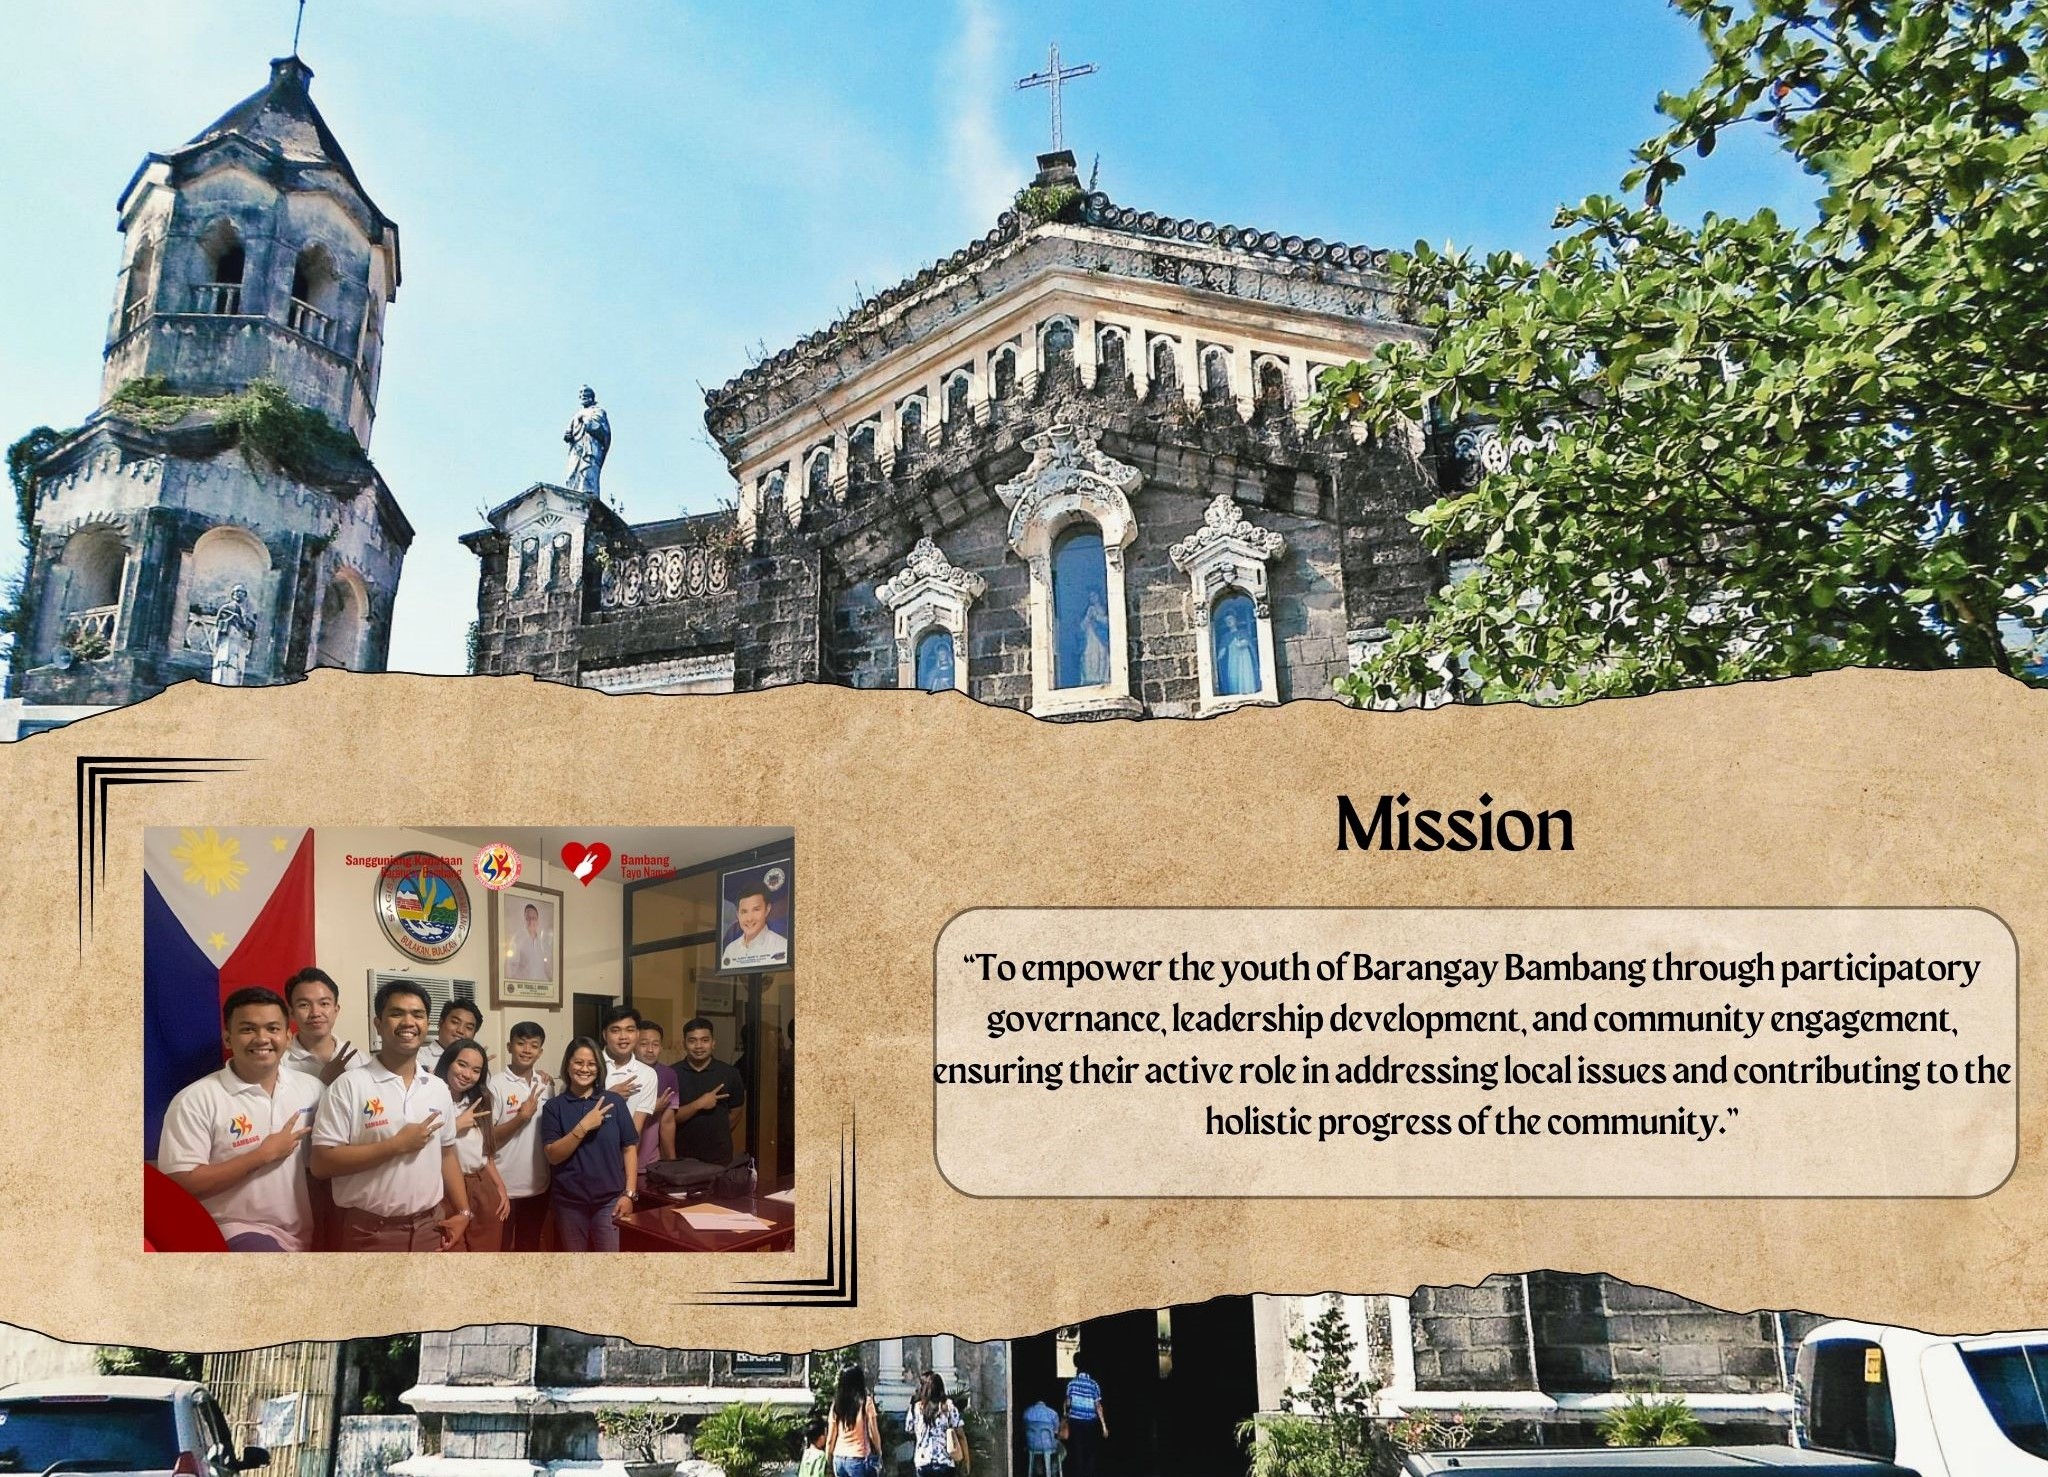 Mission
“To empower the youth of Barangay Bambang through participatory
governance, leadership development, and community engagement,
ensuring their active role in addressing local issues and contributing to the
holistic progress of the community.”
Sangguniang Kabataan
Barangay Bambang
Bambang
Tayo Naman!
BULAKAN, BULACAN
BAMBANG
BAMBANG